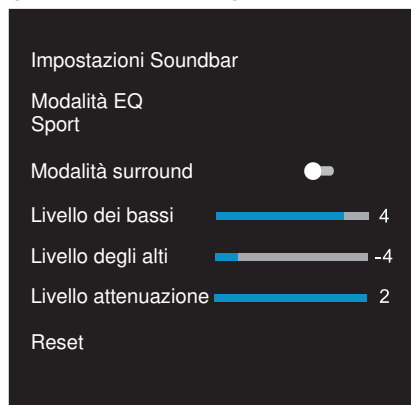 Impostazioni Soundbar
Modalità EQ
Sport
Modalità surround
Livello dei bassi 4
Livello degli alti -4
Livello attenuazione 2
Reset